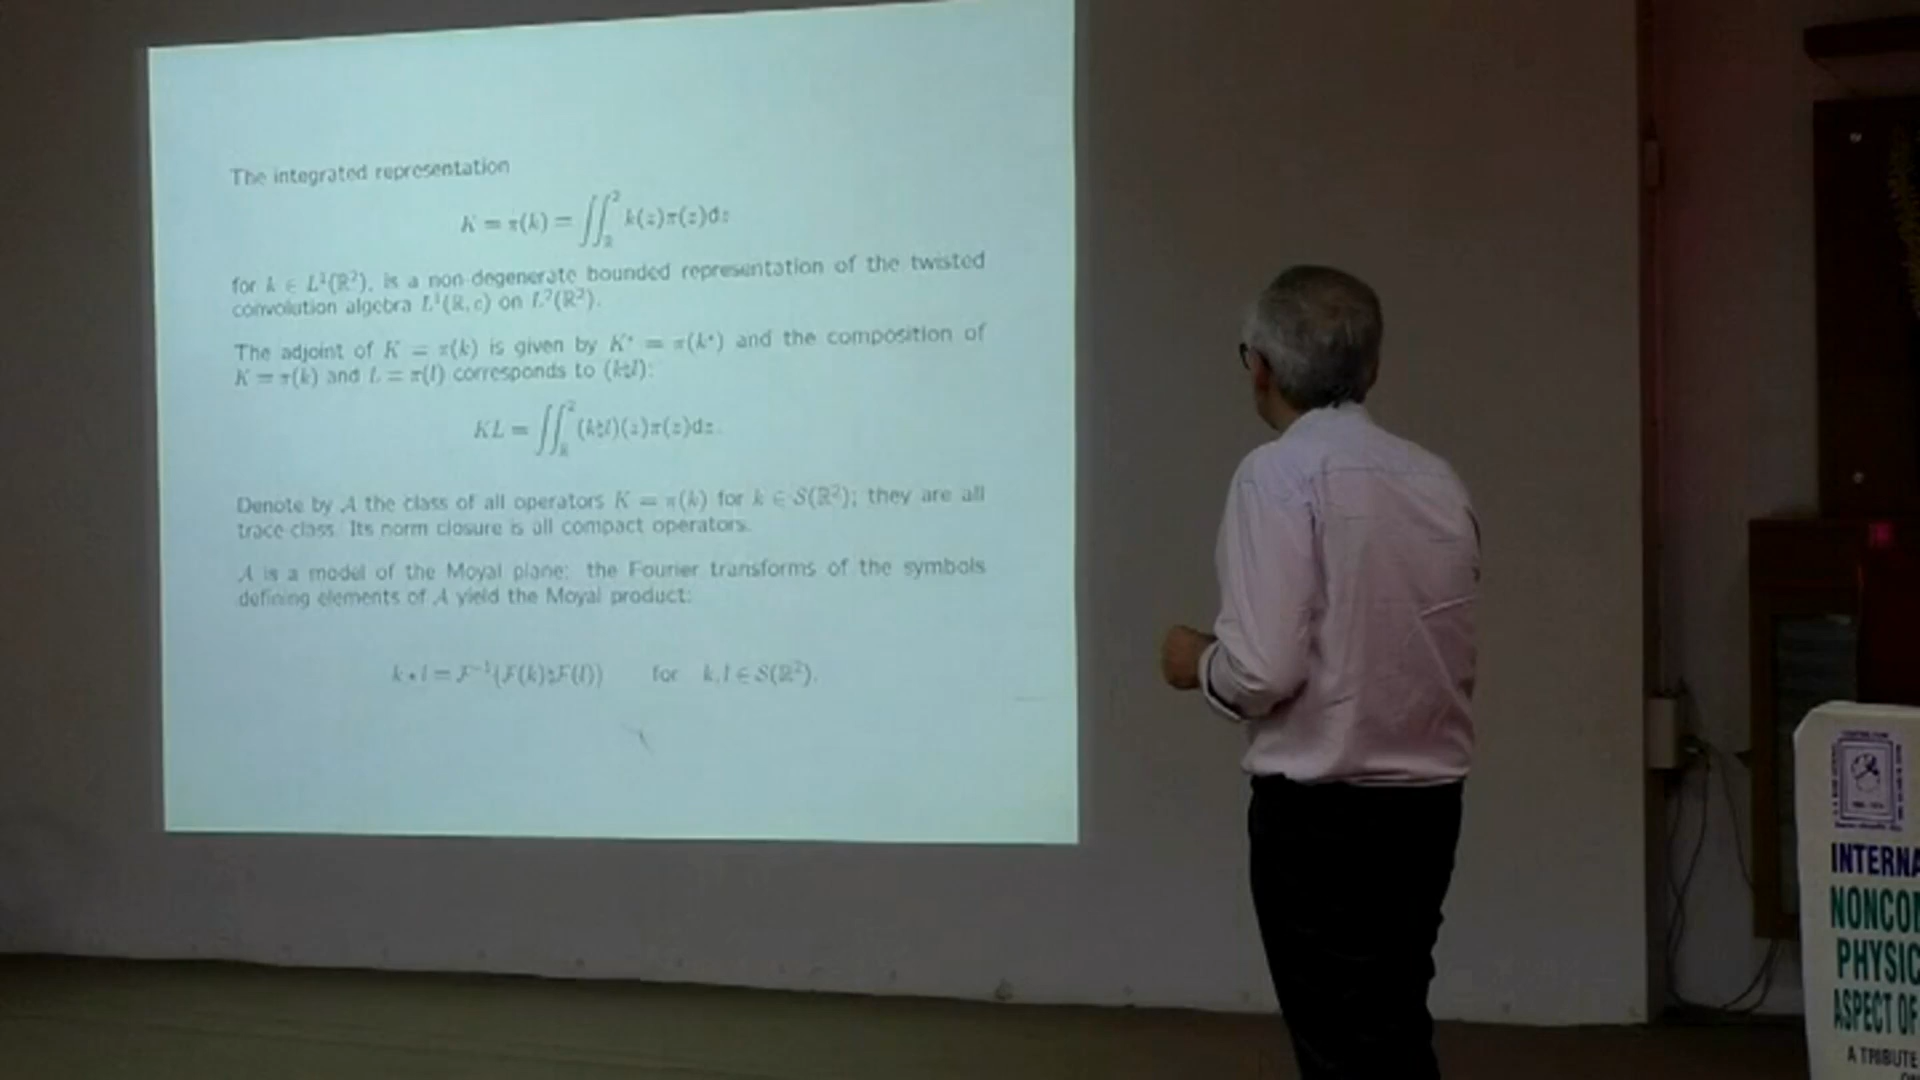 The integrated representation
K = π(k) = ∬_ℝ^2 k(z)π(z)dz
for k ∈ L¹(ℝ²), is a non-degenerate bounded representation of the twisted
convolution algebra L¹(ℝ, c) on L²(ℝ²).
The adjoint of K = π(k) is given by K* = π(k*) and the composition of
K = π(k) and L = π(l) corresponds to (k♮l):
KL = ∬_ℝ^2 (k♮l)(z)π(z)dz.
Denote by A the class of all operators K = π(k) for k ∈ S(ℝ²); they are all
trace-class. Its norm closure is all compact operators.
A is a model of the Moyal plane: the Fourier transforms of the symbols
defining elements of A yield the Moyal product:
k ⋆ l = F⁻¹(F(k)♮F(l)) for k, l ∈ S(ℝ²).
INTERNA
NONCO
PHYSIC
ASPECT OF
A TRIBUTE